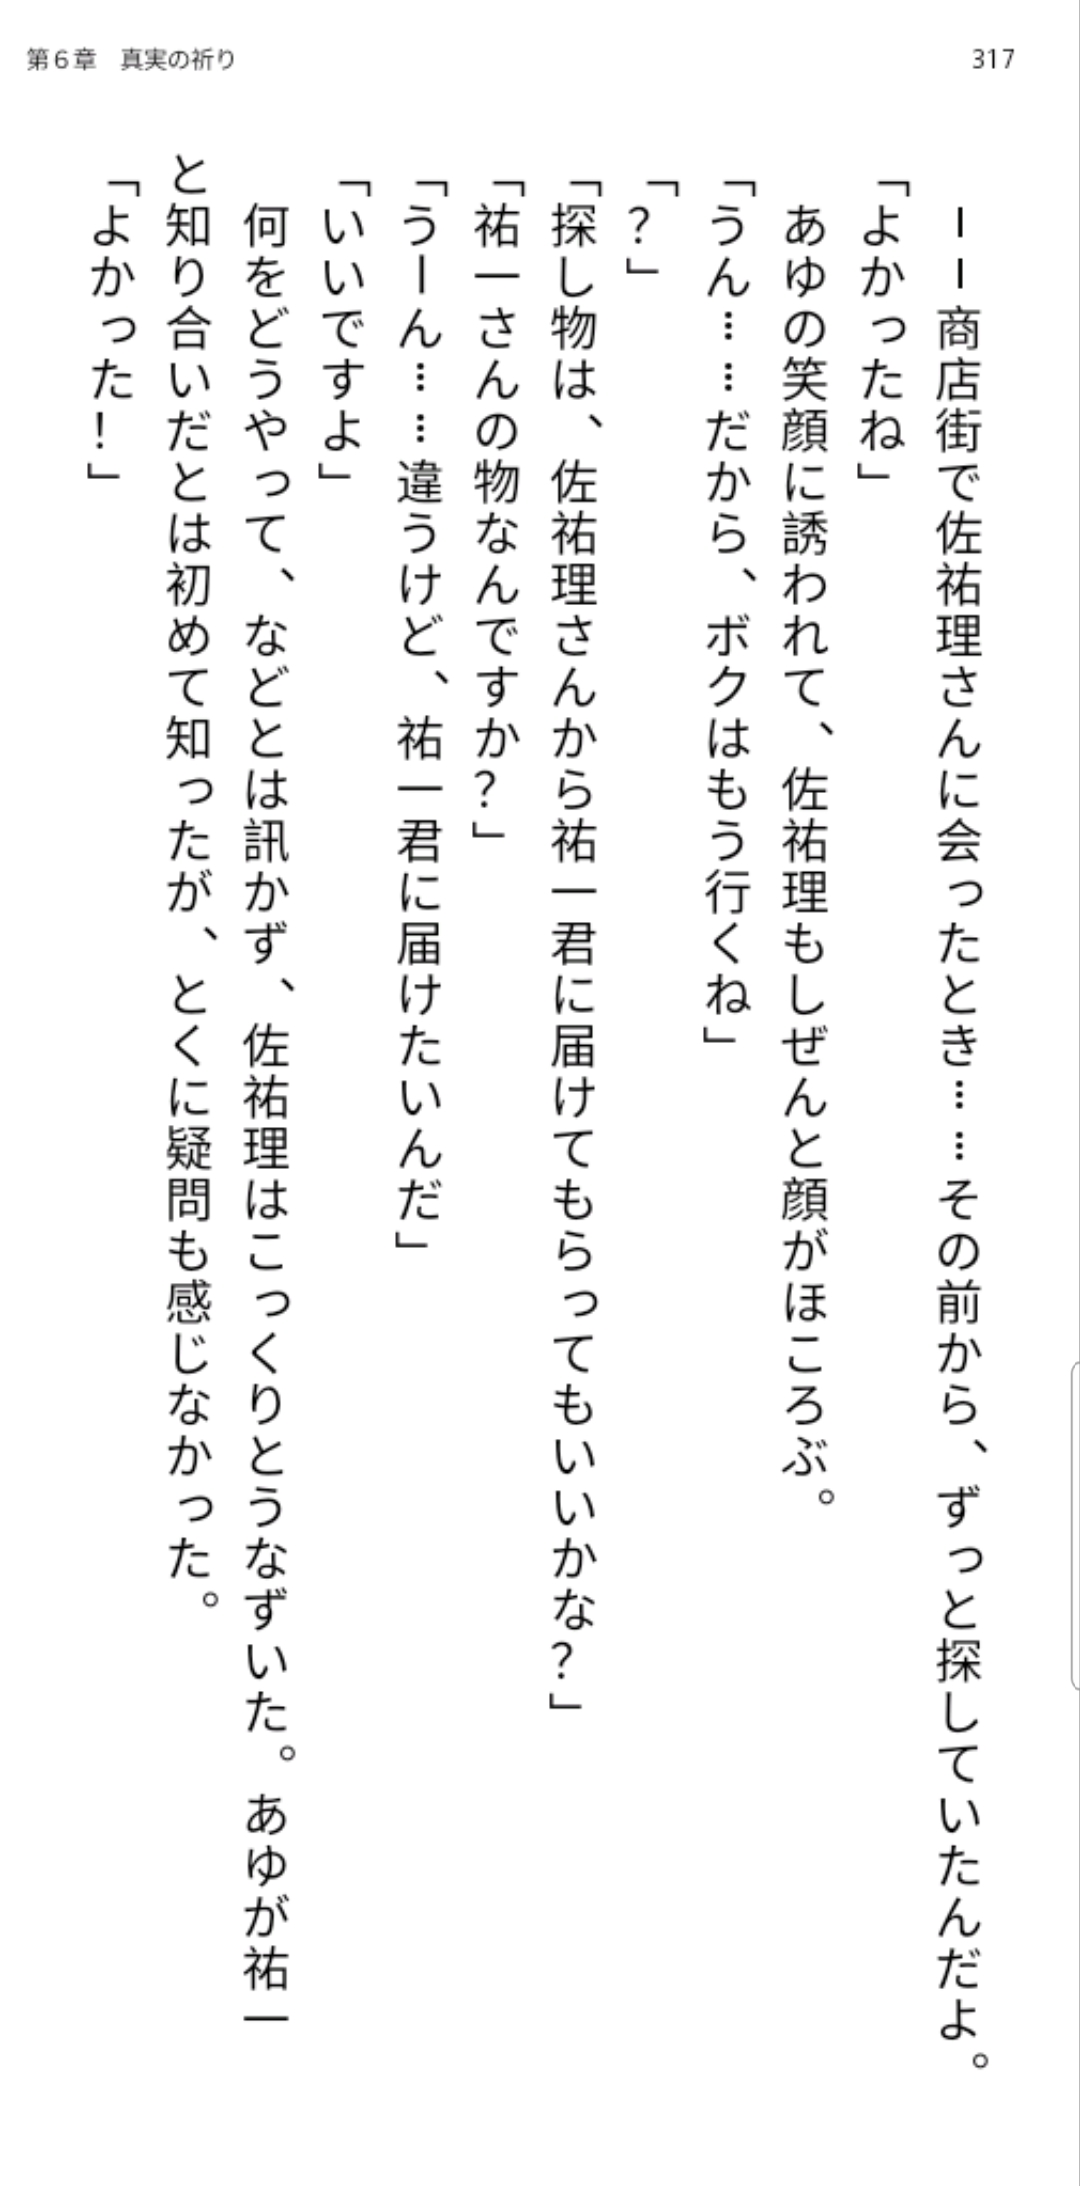 第６章　真実の祈り
317
　――商店街で佐祐理さんに会ったとき……その前から、ずっと探していたんだよ。
「よかったね」
　あゆの笑顔に誘われて、佐祐理もしぜんと顔がほころぶ。
「うん……だから、ボクはもう行くね」
「？」
「探し物は、佐祐理さんから祐一君に届けてもらってもいいかな？」
「祐一さんの物なんですか？」
「うーん……違うけど、祐一君に届けたいんだ」
「いいですよ」
　何をどうやって、などとは訊かず、佐祐理はこっくりとうなずいた。あゆが祐一
と知り合いだとは初めて知ったが、とくに疑問も感じなかった。
「よかった！」